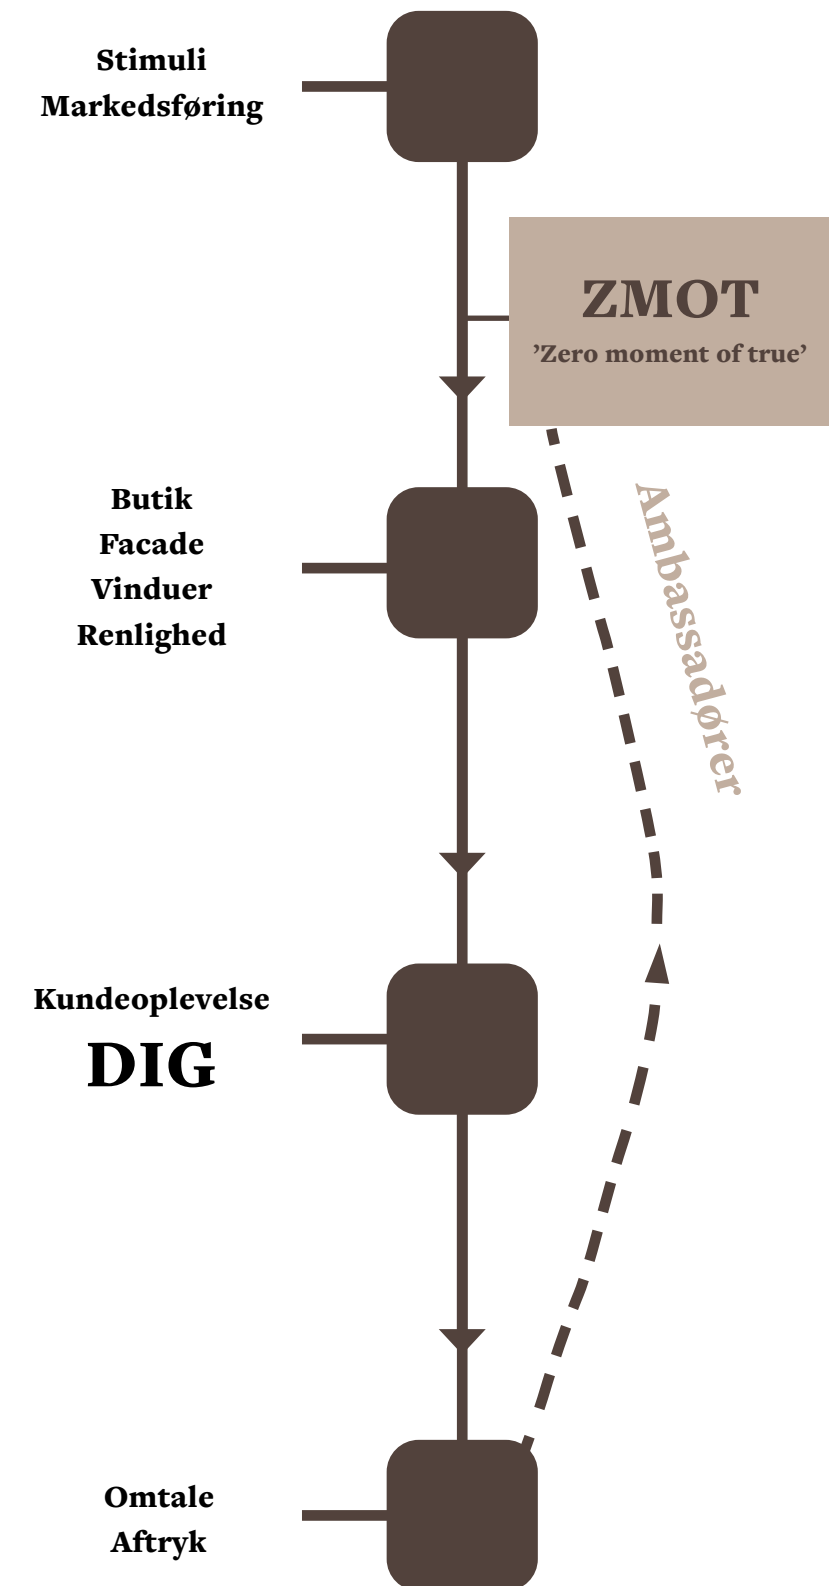 Stimuli
Markedsføring
ZMOT
’Zero moment of true’
Butik
Facade
Vinduer
Renlighed
Ambassadører
Kundeoplevelse
DIG
Omtale
Aftryk